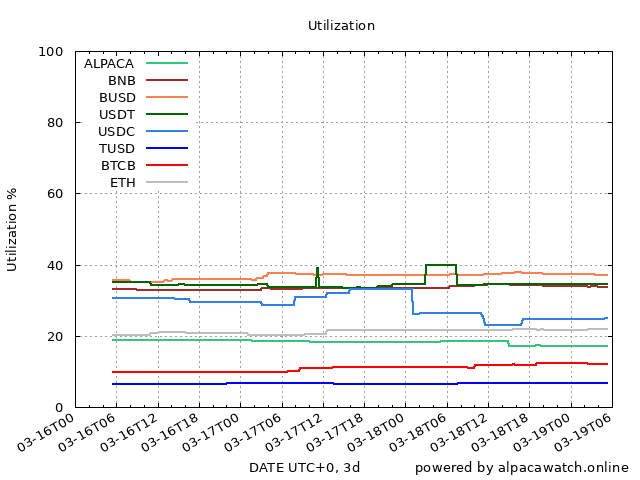 Utilization
100
80
60
40
20
0
Utilization %
ALPACA
BNB
BUSD
USDT
USDC
TUSD
BTCB
ETH
03-16T00
03-16T06
03-16T12
03-16T18
03-17T00
03-17T06
03-17T12
03-17T18
03-18T00
03-18T06
03-18T12
03-18T18
03-19T00
03-19T06
DATE UTC+0, 3d
powered by alpacawatch.online